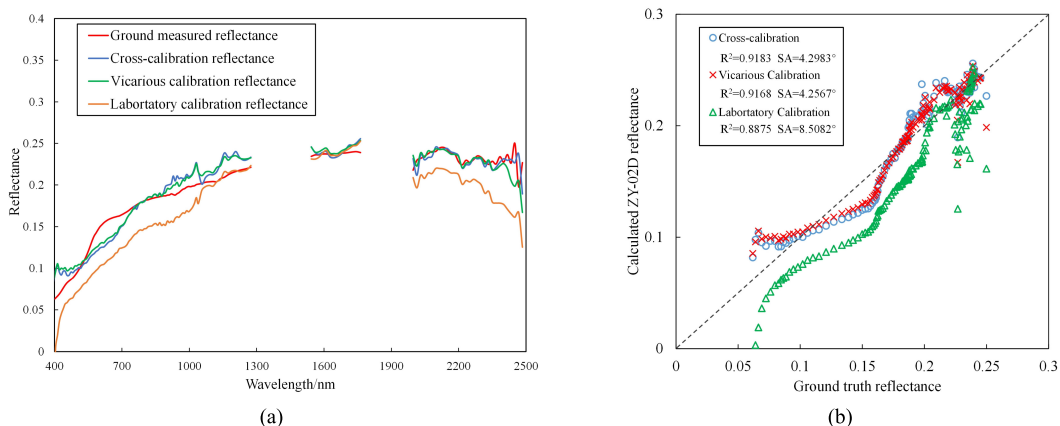 0.4
0.35
0.3
0.25
0.2
0.15
0.1
0.05
0
Reflectance
Ground measured reflectance
Cross-calibration reflectance
Vicarious calibration reflectance
Labortatory calibration reflectance
400 700 1000 1300 1600 1900 2200 2500
Wavelength/nm
(a)
0.3
0.2
0.1
0
Calculated ZY-02D reflectance
Cross-calibration
R²=0.9183 SA=4.2983°
Vicarious Calibration
R²=0.9168 SA=4.2567°
Labortatory Calibration
R²=0.8875 SA=8.5082°
0 0.05 0.1 0.15 0.2 0.25 0.3
Ground truth reflectance
(b)